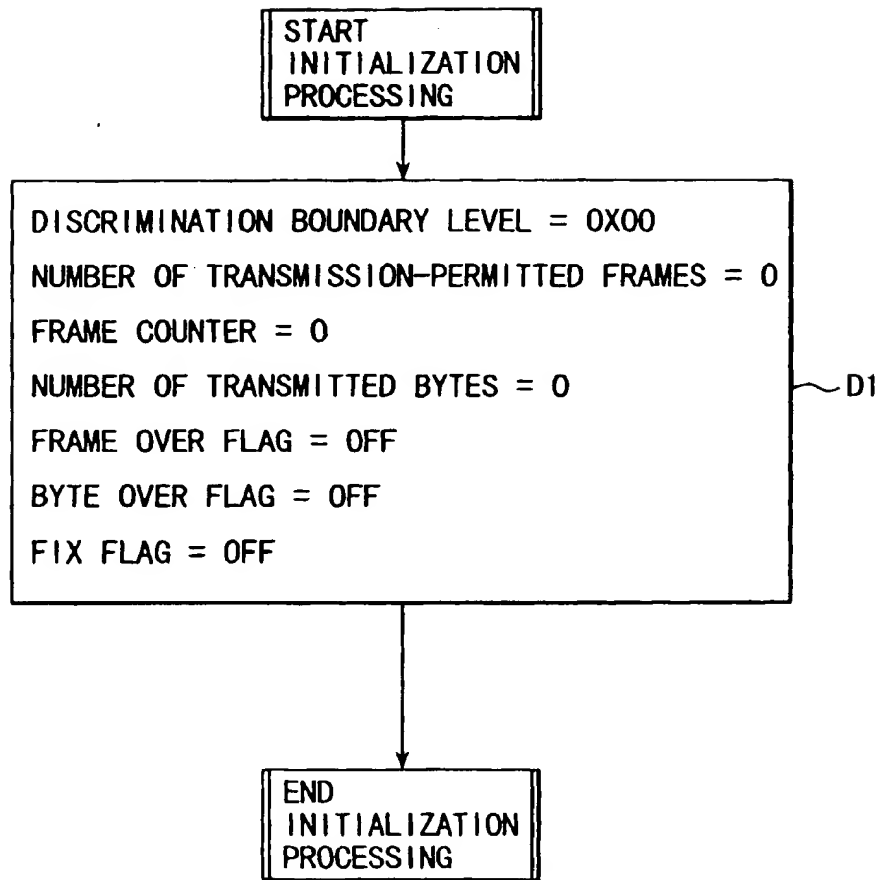 START
INITIALIZATION
PROCESSING
DISCRIMINATION BOUNDARY LEVEL = 0X00
NUMBER OF TRANSMISSION-PERMITTED FRAMES = 0
FRAME COUNTER = 0
NUMBER OF TRANSMITTED BYTES = 0
FRAME OVER FLAG = OFF
BYTE OVER FLAG = OFF
FIX FLAG = OFF
D1
END
INITIALIZATION
PROCESSING